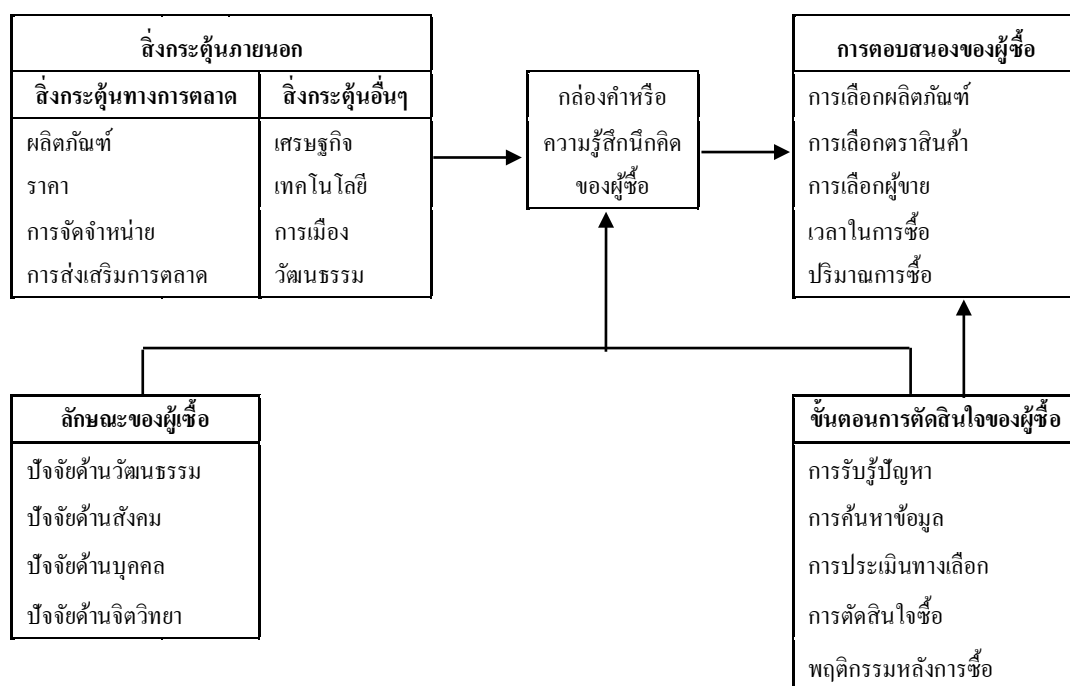 สิ่งกระตุ้นภายนอก
สิ่งกระตุ้นทางการตลาด
สิ่งกระตุ้นอื่นๆ
ผลิตภัณฑ์
ราคา
การจัดจำหน่าย
การส่งเสริมการตลาด
เศรษฐกิจ
เทคโนโลยี
การเมือง
วัฒนธรรม
กล่องคำหรือ
ความรู้สึกนึกคิด
ของผู้ซื้อ
การตอบสนองของผู้ซื้อ
การเลือกผลิตภัณฑ์
การเลือกตราสินค้า
การเลือกผู้ขาย
เวลาในการซื้อ
ปริมาณการซื้อ
ลักษณะของผู้เซื้อ
ปัจจัยด้านวัฒนธรรม
ปัจจัยด้านสังคม
ปัจจัยด้านบุคคล
ปัจจัยด้านจิตวิทยา
ขั้นตอนการตัดสินใจของผู้ซื้อ
การรับรู้ปัญหา
การค้นหาข้อมูล
การประเมินทางเลือก
การตัดสินใจซื้อ
พฤติกรรมหลังการซื้อ